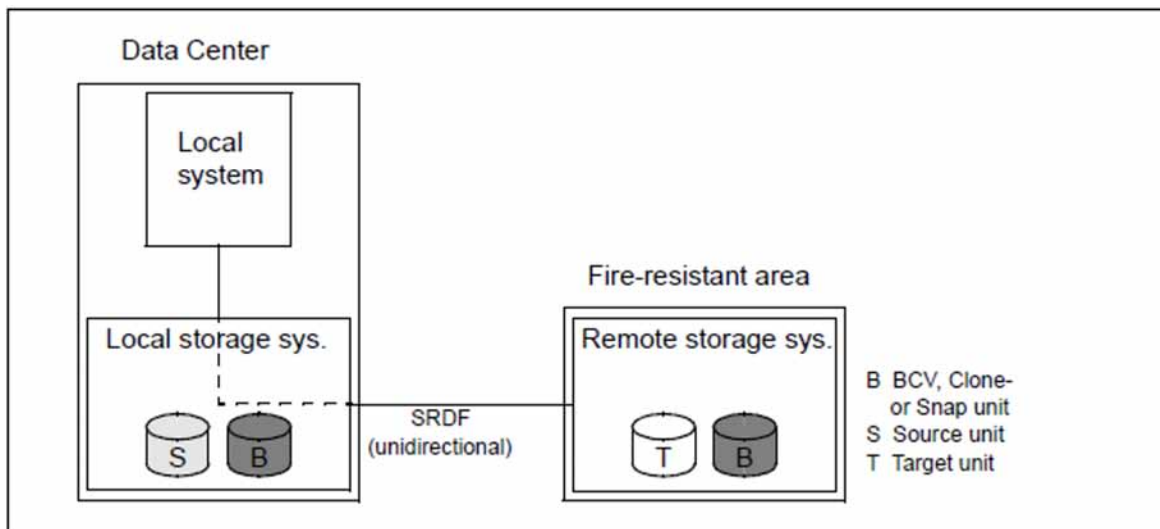 Data Center
Local
system
Fire-resistant area
Local storage sys.
Remote storage sys.
SRDF
(unidirectional)
S
B
T
B
B BCV, Clone-
or Snap unit
S Source unit
T Target unit